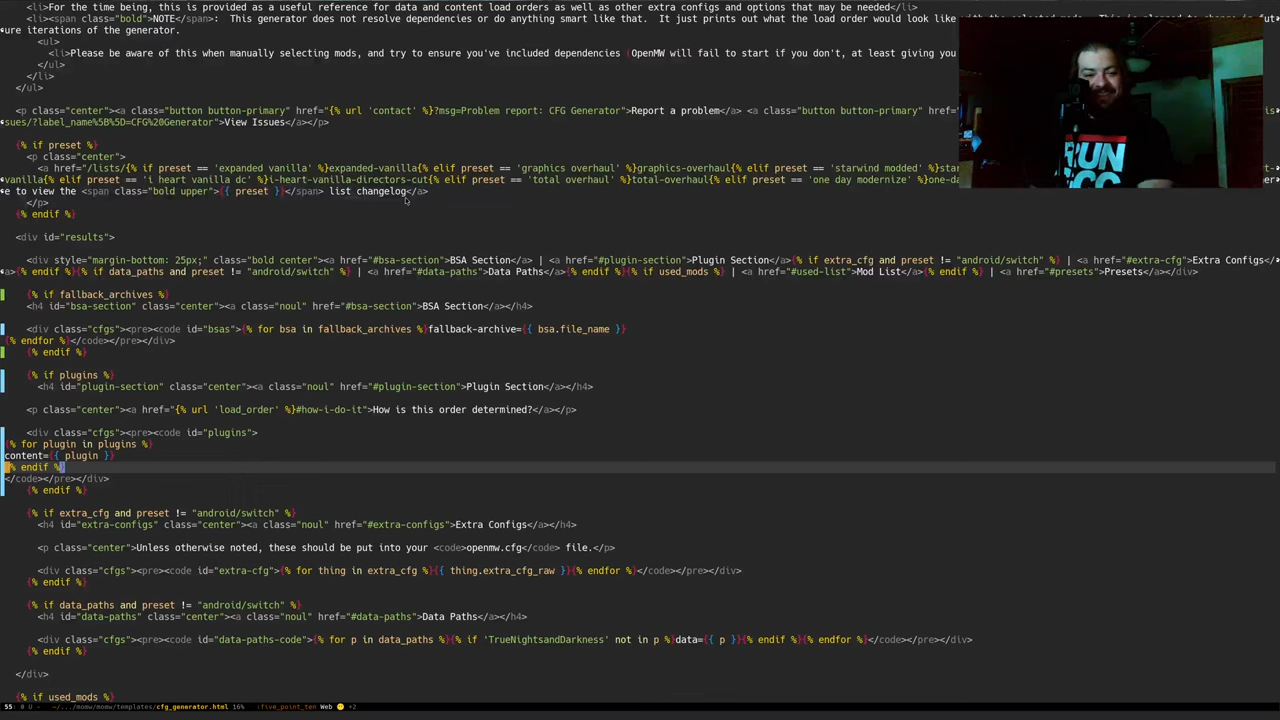 <li>For the time being, this is provided as a useful reference for data and content load orders as well as other extra configs and options that may be needed</li>
<li><span class="bold">NOTE</span>:  This generator does not resolve dependencies or do anything smart like that.  It just prints out what the load order would look like
ure iterations of the generator.
<ul>
<li>Please be aware of this when manually selecting mods, and try to ensure you've included dependencies (OpenMW will fail to start if you don't, at least giving you
</ul>
</li>
</ul>
<p class="center"><a class="button button-primary" href="{% url 'contact' %}?msg=Problem report: CFG Generator">Report a problem</a> <a class="button button-primary" href=
sues/?label_name%5B%5D=CFG%20Generator">View Issues</a></p>
{% if preset %}
<p class="center">
<a href="/lists/{% if preset == 'expanded vanilla' %}expanded-vanilla{% elif preset == 'graphics overhaul' %}graphics-overhaul{% elif preset == 'starwind modded' %}star
vanilla{% elif preset == 'i heart vanilla dc' %}i-heart-vanilla-directors-cut{% elif preset == 'total overhaul' %}total-overhaul{% elif preset == 'one day modernize' %}one-da
e to view the <span class="bold upper">{{ preset }}</span> list changelog</a>
</p>
{% endif %}
<div id="results">
<div style="margin-bottom: 25px;" class="bold center"><a href="#bsa-section">BSA Section</a> | <a href="#plugin-section">Plugin Section</a>{% if extra_cfg and preset != "android/switch" %} | <a href="#extra-cfg">Extra Configs</
a>{% endif %}{% if data_paths and preset != "android/switch" %} | <a href="#data-paths">Data Paths</a>{% endif %}{% if used_mods %} | <a href="#used-list">Mod List</a>{% endif %} | <a href="#presets">Presets</a></div>
{% if fallback_archives %}
<h4 id="bsa-section" class="center"><a class="noul" href="#bsa-section">BSA Section</a></h4>
<div class="cfgs"><pre><code id="bsas">{% for bsa in fallback_archives %}fallback-archive={{ bsa.file_name }}
{% endfor %}</code></pre></div>
{% endif %}
{% if plugins %}
<h4 id="plugin-section" class="center"><a class="noul" href="#plugin-section">Plugin Section</a></h4>
<p class="center"><a href="{% url 'load_order' %}#how-i-do-it">How is this order determined?</a></p>
<div class="cfgs"><pre><code id="plugins">
{% for plugin in plugins %}
content={{ plugin }}
{% endif %}
</code></pre></div>
{% endif %}
{% if extra_cfg and preset != "android/switch" %}
<h4 id="extra-configs" class="center"><a class="noul" href="#extra-configs">Extra Configs</a></h4>
<p class="center">Unless otherwise noted, these should be put into your <code>openmw.cfg</code> file.</p>
<div class="cfgs"><pre><code id="extra-cfg">{% for thing in extra_cfg %}{{ thing.extra_cfg_raw }}{% endfor %}</code></pre></div>
{% endif %}
{% if data_paths and preset != "android/switch" %}
<h4 id="data-paths" class="center"><a class="noul" href="#data-paths">Data Paths</a></h4>
<div class="cfgs"><pre><code id="data-paths-code">{% for p in data_paths %}{% if 'TrueNightsandDarkness' not in p %}data={{ p }}{% endif %}{% endfor %}</code></pre></div>
{% endif %}
</div>
{% if used_mods %}
55: # U - ~/.../momw/momw/templates/cfg_generator.html 16% !five_point_ten Web +2
RUN